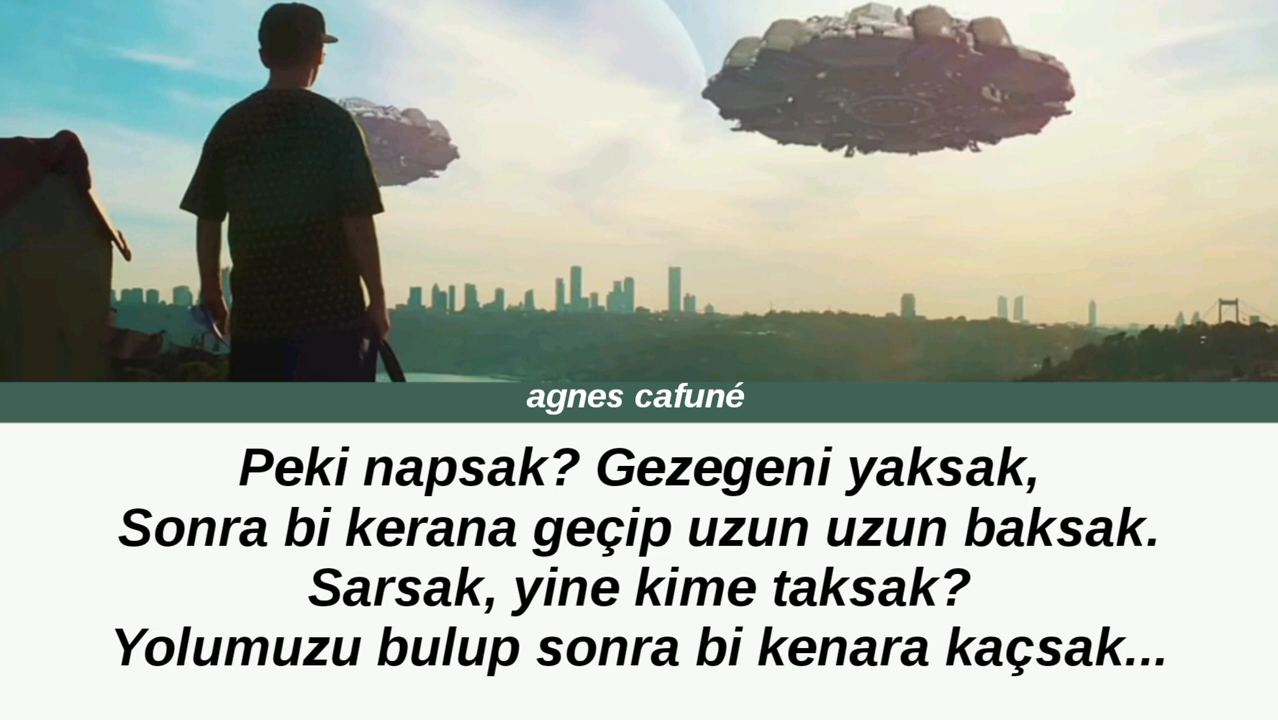 agnes cafuné
Peki napsak? Gezegeni yaksak,
Sonra bi kerana geçip uzun uzun baksak.
Sarsak, yine kime taksak?
Yolumuzu bulup sonra bi kenara kaçsak...